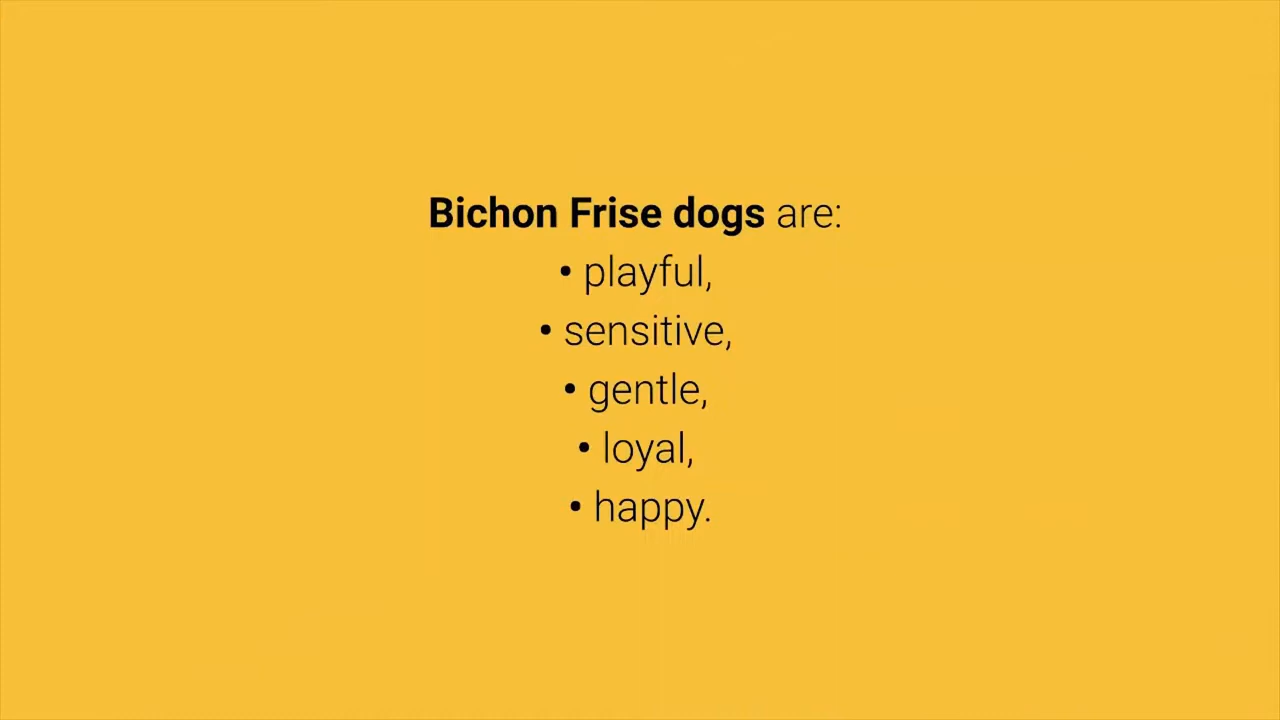 Bichon Frise dogs are:
• playful,
• sensitive,
• gentle,
• loyal,
• happy.